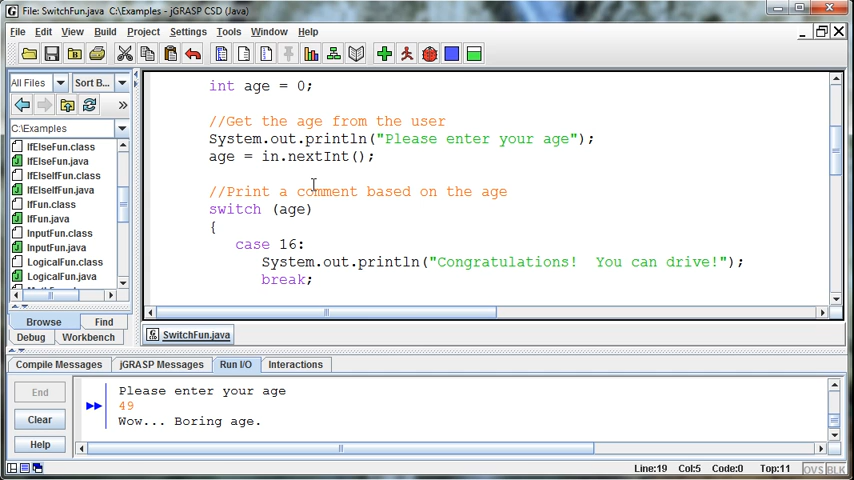 File: SwitchFun.java  C:\Examples - jGRASP CSD (Java)
File Edit View Build Project Settings Tools Window Help
All Files Sort B...
C:\Examples
IfElseFun.class
IfElseFun.java
IfElseIfFun.class
IfElseIfFun.java
IfFun.class
IfFun.java
InputFun.class
InputFun.java
LogicalFun.class
LogicalFun.java
Browse Find
Debug Workbench
int age = 0;
//Get the age from the user
System.out.println("Please enter your age");
age = in.nextInt();
//Print a comment based on the age
switch (age)
{
case 16:
System.out.println("Congratulations!  You can drive!");
break;
SwitchFun.java
Compile Messages jGRASP Messages Run I/O Interactions
End
Clear
Help
Please enter your age
49
Wow... Boring age.
Line:19 Col:5 Code:0 Top:11 OVS BLK